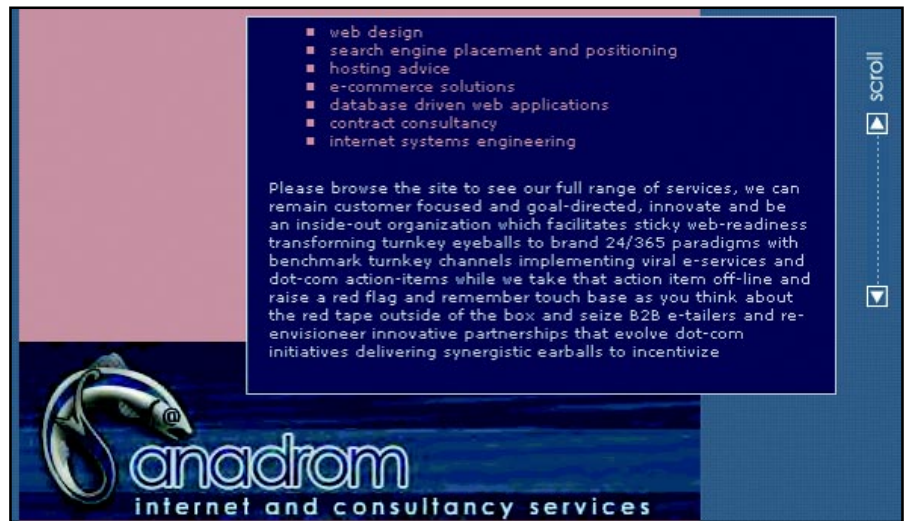 web design
search engine placement and positioning
hosting advice
e-commerce solutions
database driven web applications
contract consultancy
internet systems engineering
Please browse the site to see our full range of services, we can
remain customer focused and goal-directed, innovate and be
an inside-out organization which facilitates sticky web-readiness
transforming turnkey eyeballs to brand 24/365 paradigms with
benchmark turnkey channels implementing viral e-services and
dot-com action-items while we take that action item off-line and
raise a red flag and remember touch base as you think about
the red tape outside of the box and seize B2B e-tailers and re-
envisioneer innovative partnerships that evolve dot-com
initiatives delivering synergistic earballs to incentivize
scroll
@
anadrom
internet and consultancy services